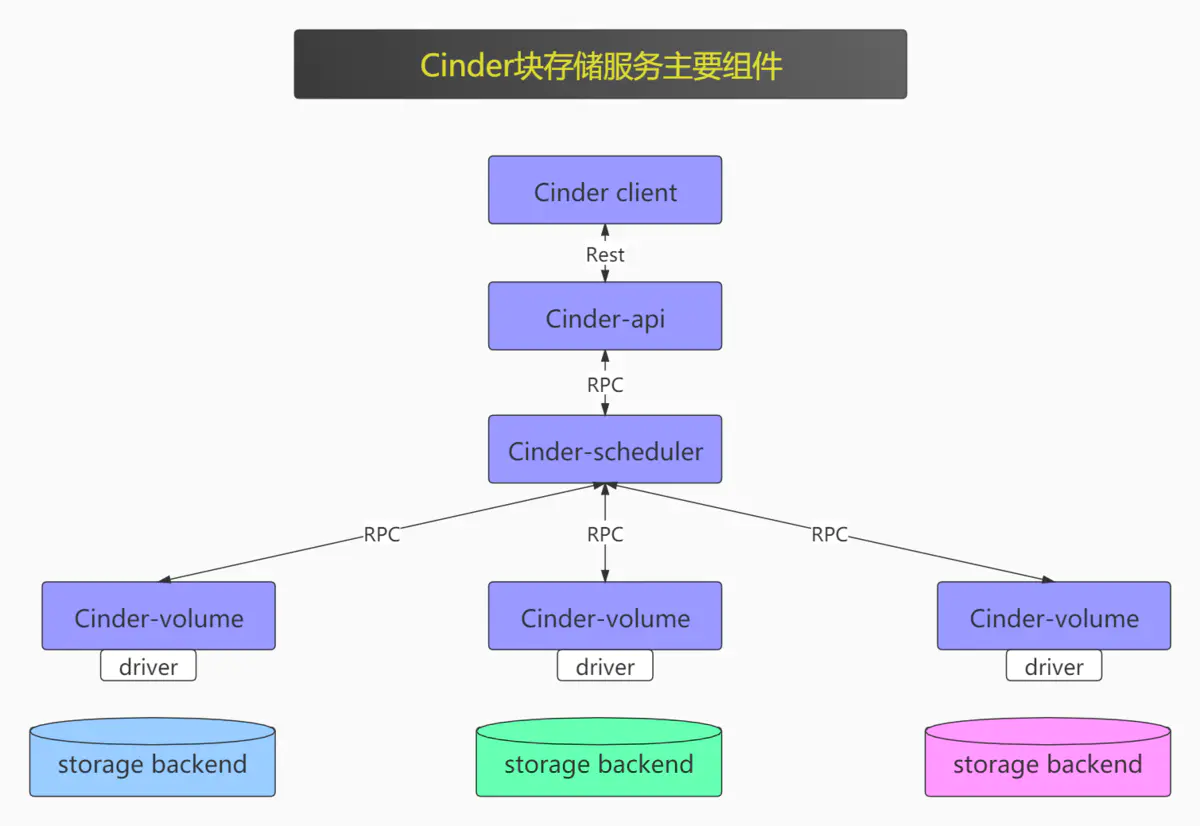 Cinder块存储服务主要组件
Cinder client
Rest
Cinder-api
RPC
Cinder-scheduler
RPC
RPC
RPC
Cinder-volume
Cinder-volume
Cinder-volume
driver
driver
driver
storage backend
storage backend
storage backend